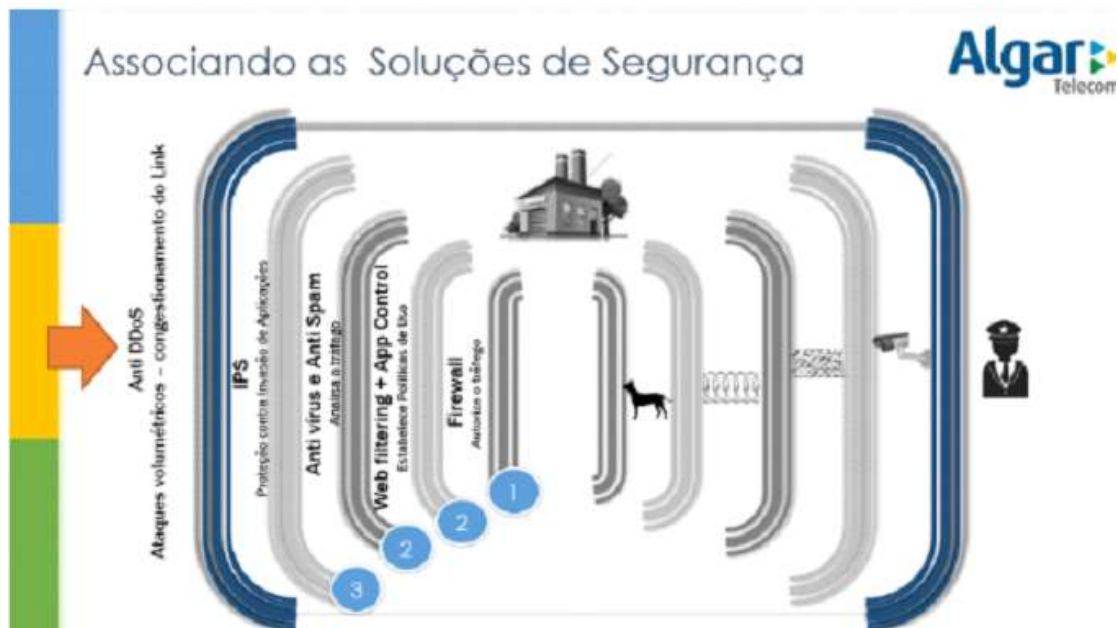 Associando as Soluções de Segurança
Algar
Telecom
Anti DDoS
Ataques volumétricos – congestionamento do Link
IPS
Proteção contra Invasão de Aplicações
Anti vírus e Anti Spam
Analisa o tráfego
Web filtering + App Control
Estabelece Políticas de Uso
Firewall
Autoriza o tráfego
1
2
2
3